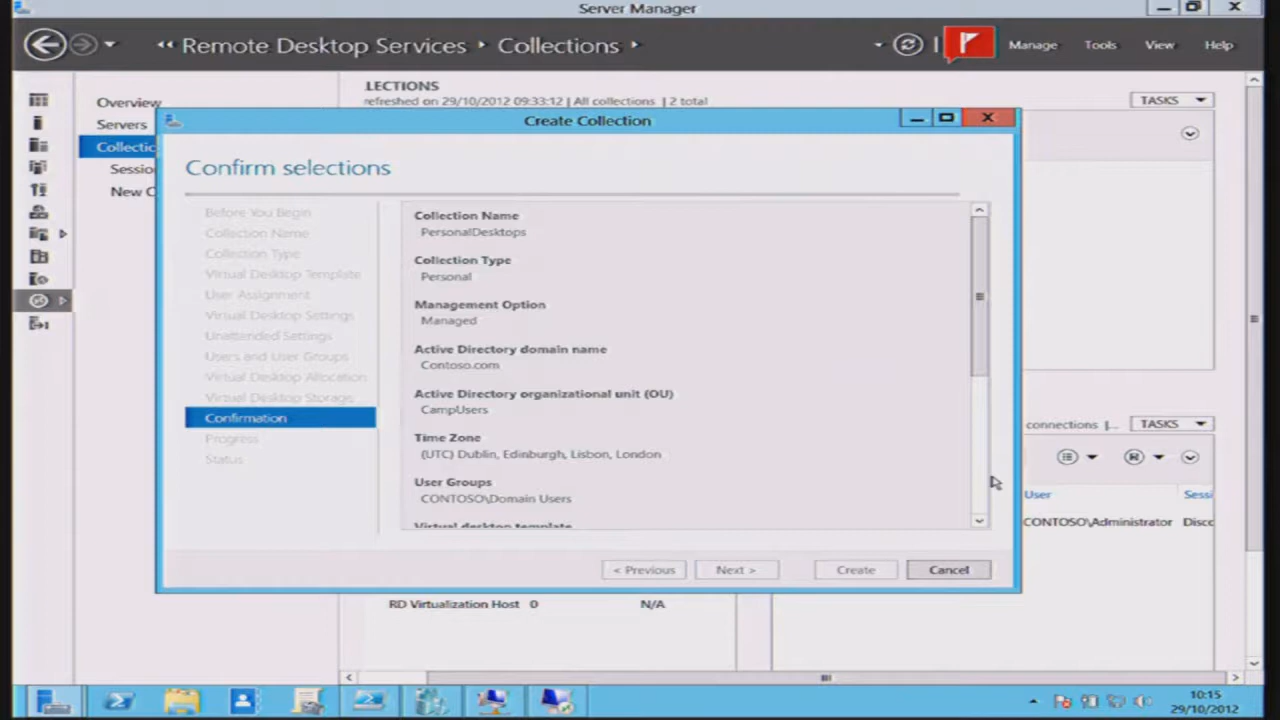 Server Manager
Remote Desktop Services
Collections
Manage
Tools
View
Help
Overview
Servers
Collectic
Sessio
New C
LECTIONS
refreshed on 29/10/2012 09:33:12 | All collections | 2 total
TASKS
Create Collection
Confirm selections
Before You Begin
Collection Name
Collection Type
Virtual Desktop Template
User Assignment
Virtual Desktop Settings
Unattended Settings
Users and User Groups
Virtual Desktop Allocation
Virtual Desktop Storage
Confirmation
Progress
Status
Collection Name
PersonalDesktops
Collection Type
Personal
Management Option
Managed
Active Directory domain name
Contoso.com
Active Directory organizational unit (OU)
CampUsers
Time Zone
(UTC) Dublin, Edinburgh, Lisbon, London
User Groups
CONTOSO\Domain Users
Virtual desktop template
< Previous
Next >
Create
Cancel
connections |...
TASKS
User
Sessi
CONTOSO\Administrator
Disco
RD Virtualization Host 0
N/A
10:15
29/10/2012